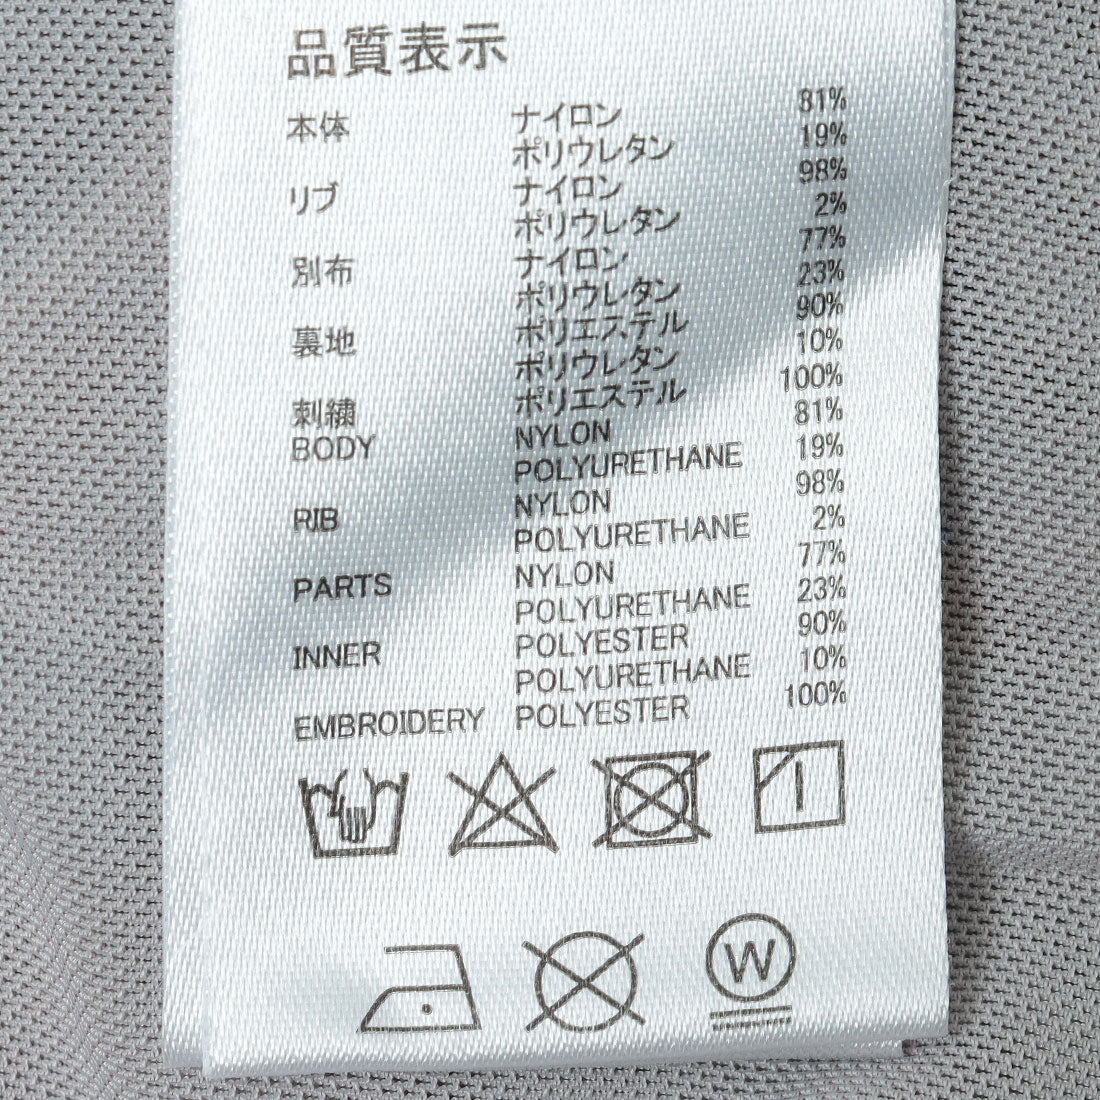 品質表示
本体 ナイロン 81%
ポリウレタン 19%
リブ ナイロン 98%
ポリウレタン 2%
別布 ナイロン 77%
ポリウレタン 23%
裏地 ポリエステル 90%
ポリウレタン 10%
刺繍 ポリエステル 100%
BODY NYLON 81%
POLYURETHANE 19%
RIB NYLON 98%
POLYURETHANE 2%
PARTS NYLON 77%
POLYURETHANE 23%
INNER POLYESTER 90%
POLYURETHANE 10%
EMBROIDERY POLYESTER 100%
W